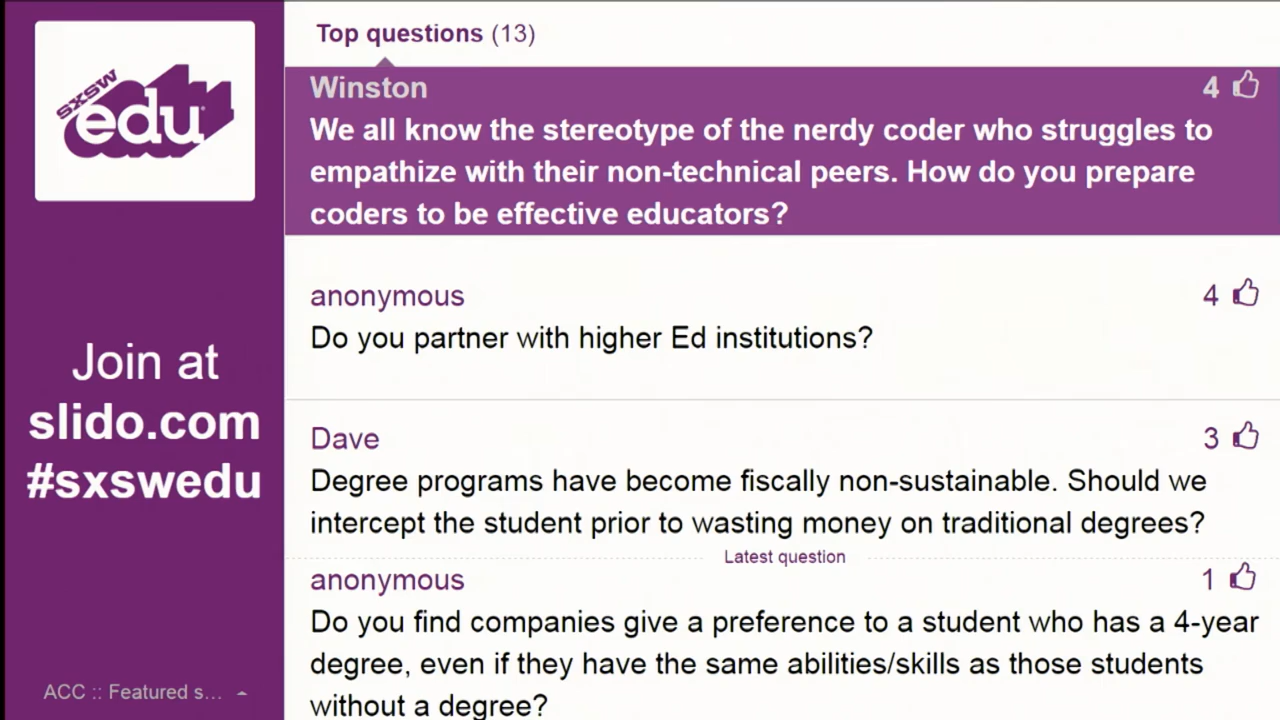 SXSW
edu
Join at
slido.com
#sxswedu
ACC :: Featured s...
Top questions (13)
Winston 4
We all know the stereotype of the nerdy coder who struggles to
empathize with their non-technical peers. How do you prepare
coders to be effective educators?
anonymous 4
Do you partner with higher Ed institutions?
Dave 3
Degree programs have become fiscally non-sustainable. Should we
intercept the student prior to wasting money on traditional degrees?
Latest question
anonymous 1
Do you find companies give a preference to a student who has a 4-year
degree, even if they have the same abilities/skills as those students
without a degree?